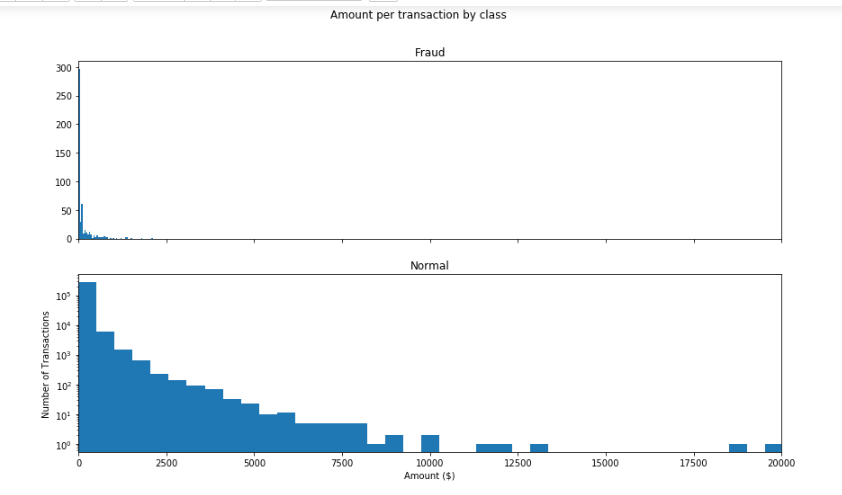 Amount per transaction by class
Fraud
300
250
200
150
100
50
0
Normal
Number of Transactions
10⁵
10⁴
10³
10²
10¹
10⁰
0 2500 5000 7500 10000 12500 15000 17500 20000
Amount ($)